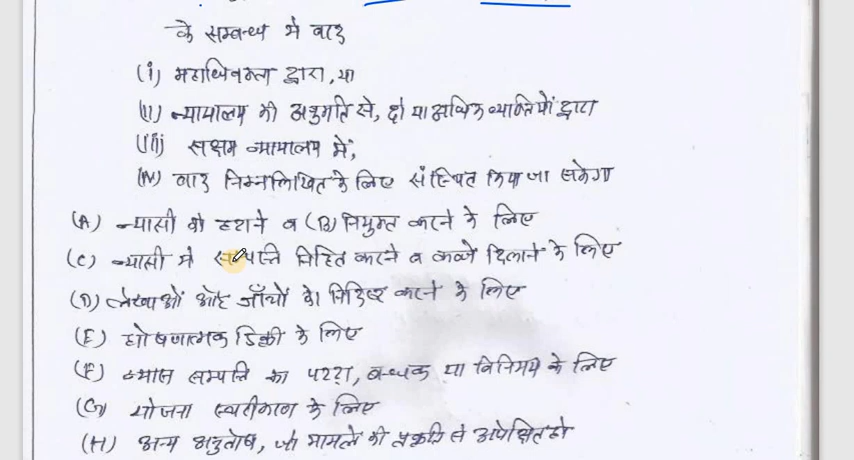 के सम्बन्ध मे वाद
(i) महाधिवक्ता द्वारा, या
(ii) न्यायालय की अनुमति से, दो या अधिक व्यक्तियों द्वारा
(iii) सक्षम न्यायालय में,
(iv) वाद निम्नलिखित के लिए संस्थित किया जा सकेगा
(A) न्यासी को हटाने व (B) नियुक्त करने के लिए
(C) न्यासी मे सम्पत्ति निहित करने व कब्जे दिलाने के लिए
(D) लेखाओं और जाँचों को निर्दिष्ट करने के लिए
(E) घोषणात्मक डिक्री के लिए
(F) न्यास सम्पत्ति का पट्टा, बन्धक या विनिमय के लिए
(G) योजना स्थिरीकरण के लिए
(H) अन्य अनुतोष, जो मामले की प्रकृति से अपेक्षित हो